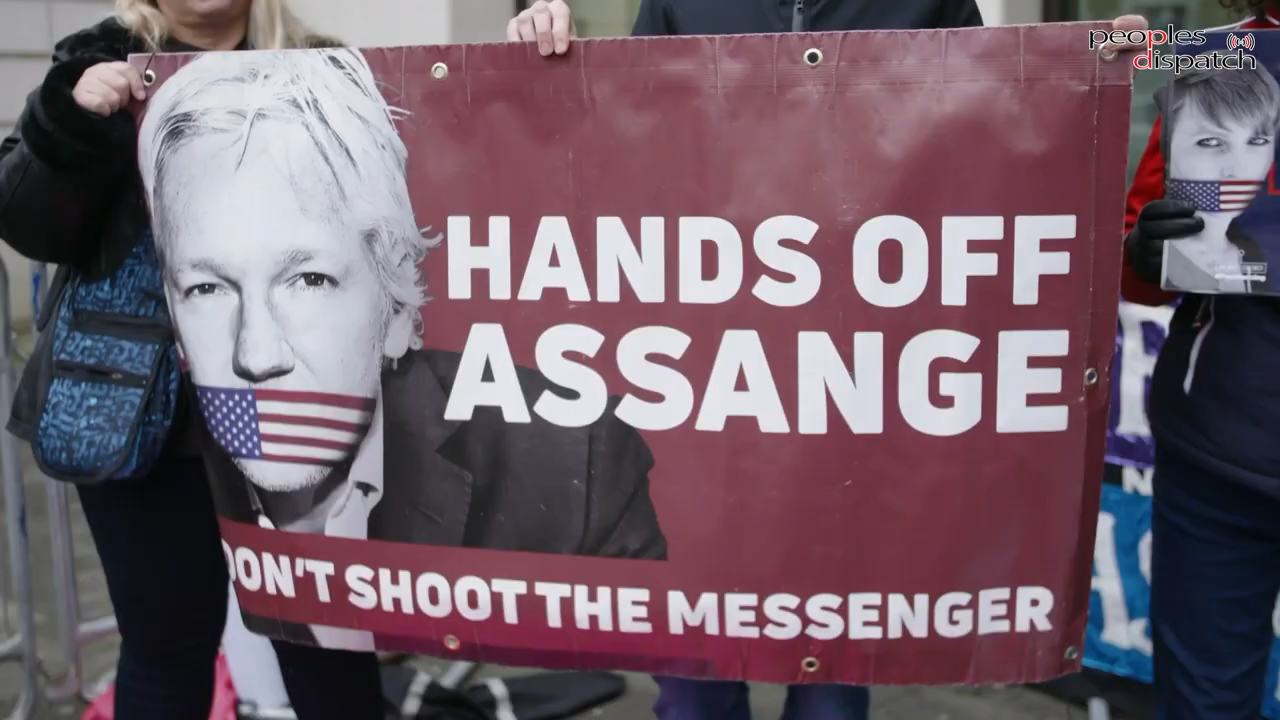 peoples
dispatch
HANDS OFF
ASSANGE
DON'T SHOOT THE MESSENGER